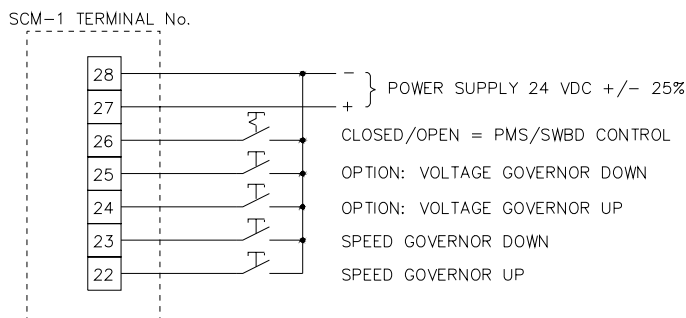 SCM-1 TERMINAL No.
28
-
27
+
POWER SUPPLY 24 VDC +/- 25%
26
CLOSED/OPEN = PMS/SWBD CONTROL
25
OPTION: VOLTAGE GOVERNOR DOWN
24
OPTION: VOLTAGE GOVERNOR UP
23
SPEED GOVERNOR DOWN
22
SPEED GOVERNOR UP